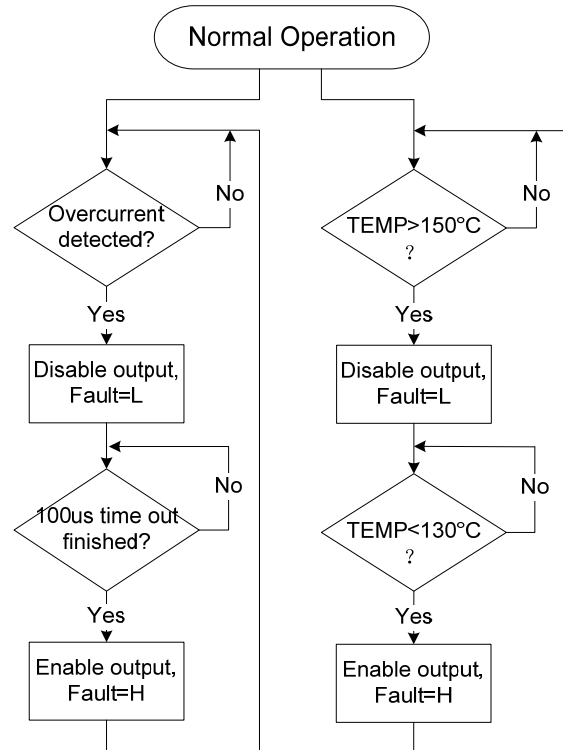 Normal Operation
Overcurrent
detected?
No
Yes
Disable output,
Fault=L
100us time out
finished?
No
Yes
Enable output,
Fault=H
TEMP>150°C
？
No
Yes
Disable output,
Fault=L
TEMP<130°C
？
No
Yes
Enable output,
Fault=H